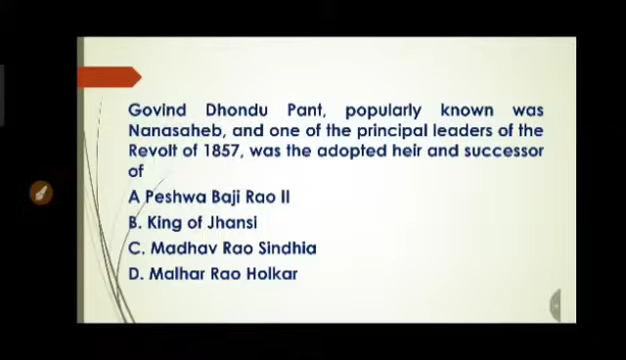 Govind Dhondu Pant, popularly known was
Nanasaheb, and one of the principal leaders of the
Revolt of 1857, was the adopted heir and successor
of
A Peshwa Baji Rao II
B. King of Jhansi
C. Madhav Rao Sindhia
D. Malhar Rao Holkar